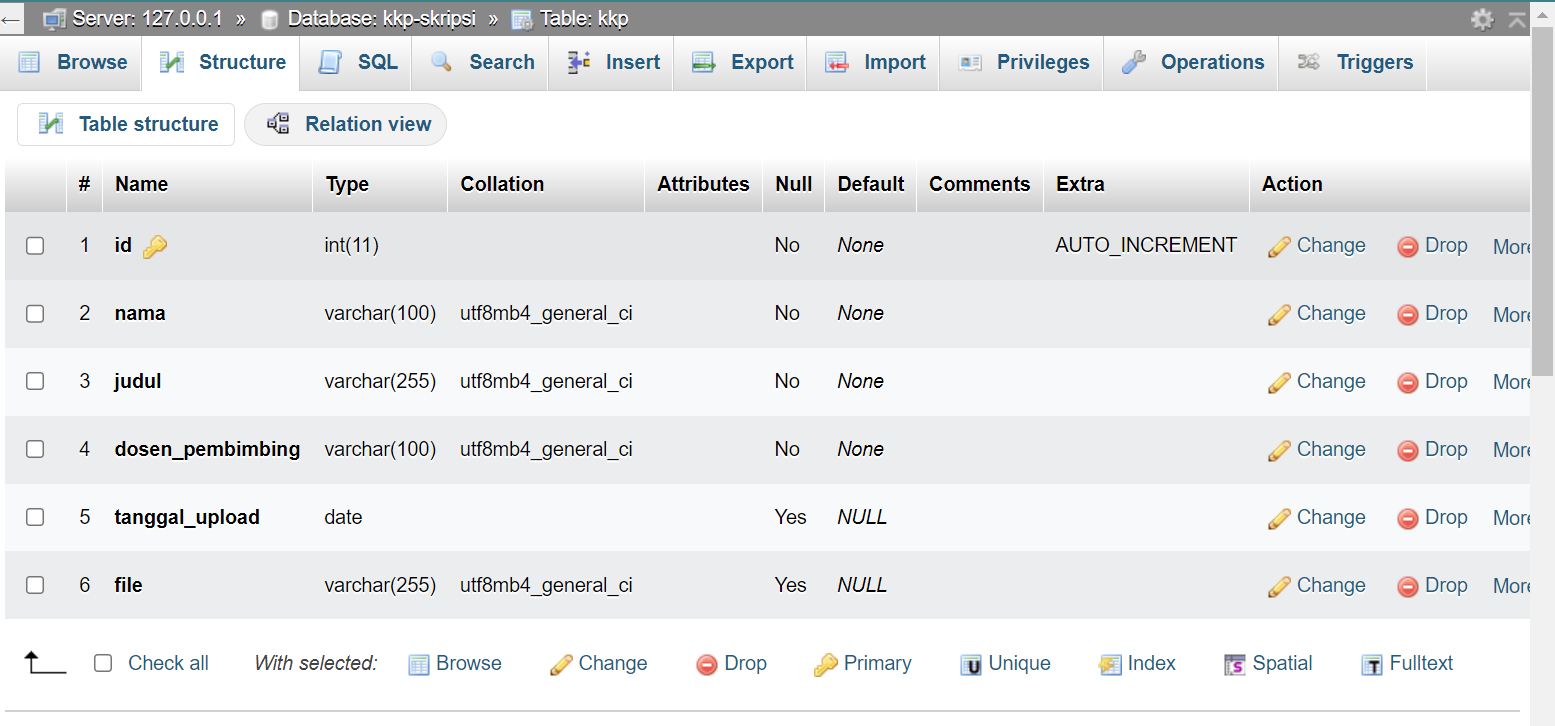 ← Server: 127.0.0.1 » Database: kkp-skripsi » Table: kkp
Browse Structure SQL Search Insert Export Import Privileges Operations Triggers
Table structure Relation view
# Name Type Collation Attributes Null Default Comments Extra Action
1 id int(11) No None AUTO_INCREMENT Change Drop More
2 nama varchar(100) utf8mb4_general_ci No None Change Drop More
3 judul varchar(255) utf8mb4_general_ci No None Change Drop More
4 dosen_pembimbing varchar(100) utf8mb4_general_ci No None Change Drop More
5 tanggal_upload date Yes NULL Change Drop More
6 file varchar(255) utf8mb4_general_ci Yes NULL Change Drop More
Check all With selected: Browse Change Drop Primary Unique Index Spatial Fulltext